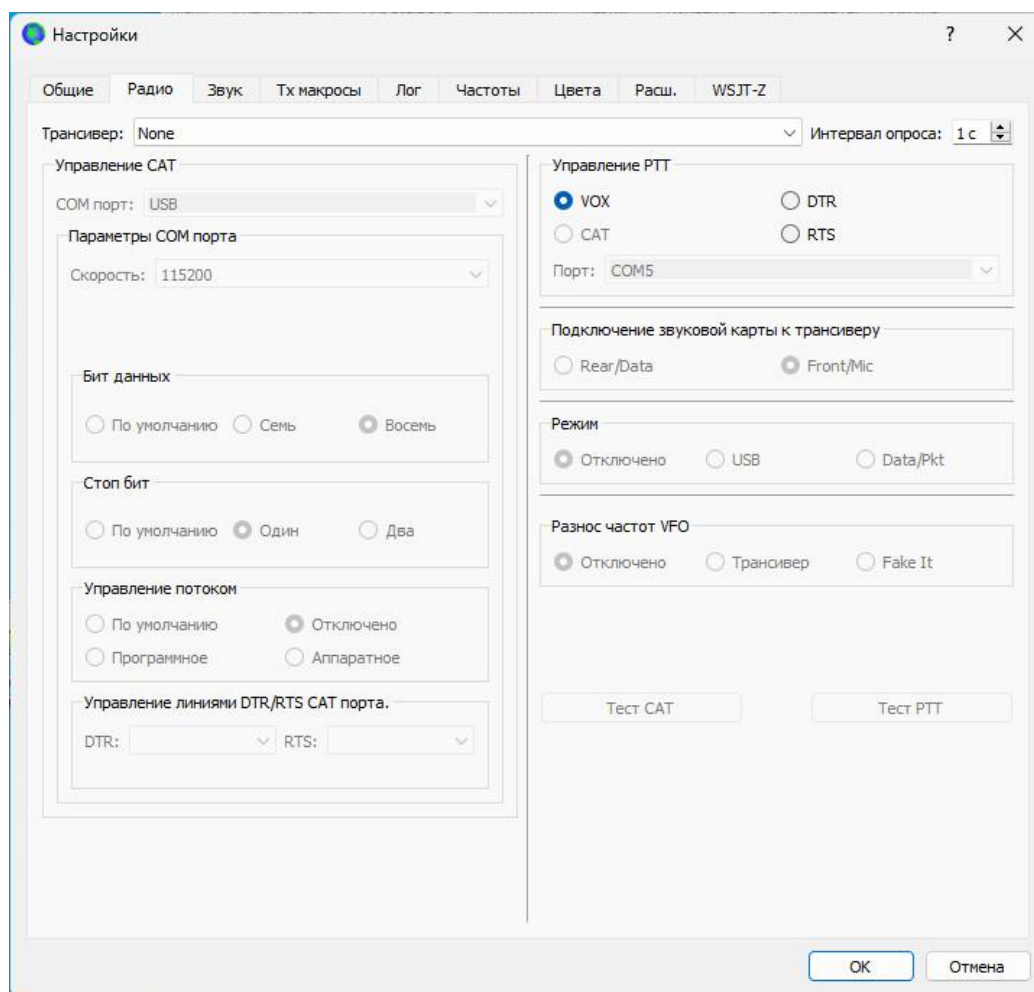 Настройки
?
Общие Радио Звук Tx макросы Лог Частоты Цвета Расш. WSJT-Z
Трансивер: None Интервал опроса: 1 с
Управление CAT
COM порт: USB
Параметры COM порта
Скорость: 115200
Бит данных
По умолчанию Семь Восемь
Стоп бит
По умолчанию Один Два
Управление потоком
По умолчанию Отключено
Программное Аппаратное
Управление линиями DTR/RTS CAT порта.
DTR: RTS:
Управление PTT
VOX DTR
CAT RTS
Порт: COM5
Подключение звуковой карты к трансиверу
Rear/Data Front/Mic
Режим
Отключено USB Data/Pkt
Разнос частот VFO
Отключено Трансивер Fake It
Тест CAT Тест PTT
OK Отмена